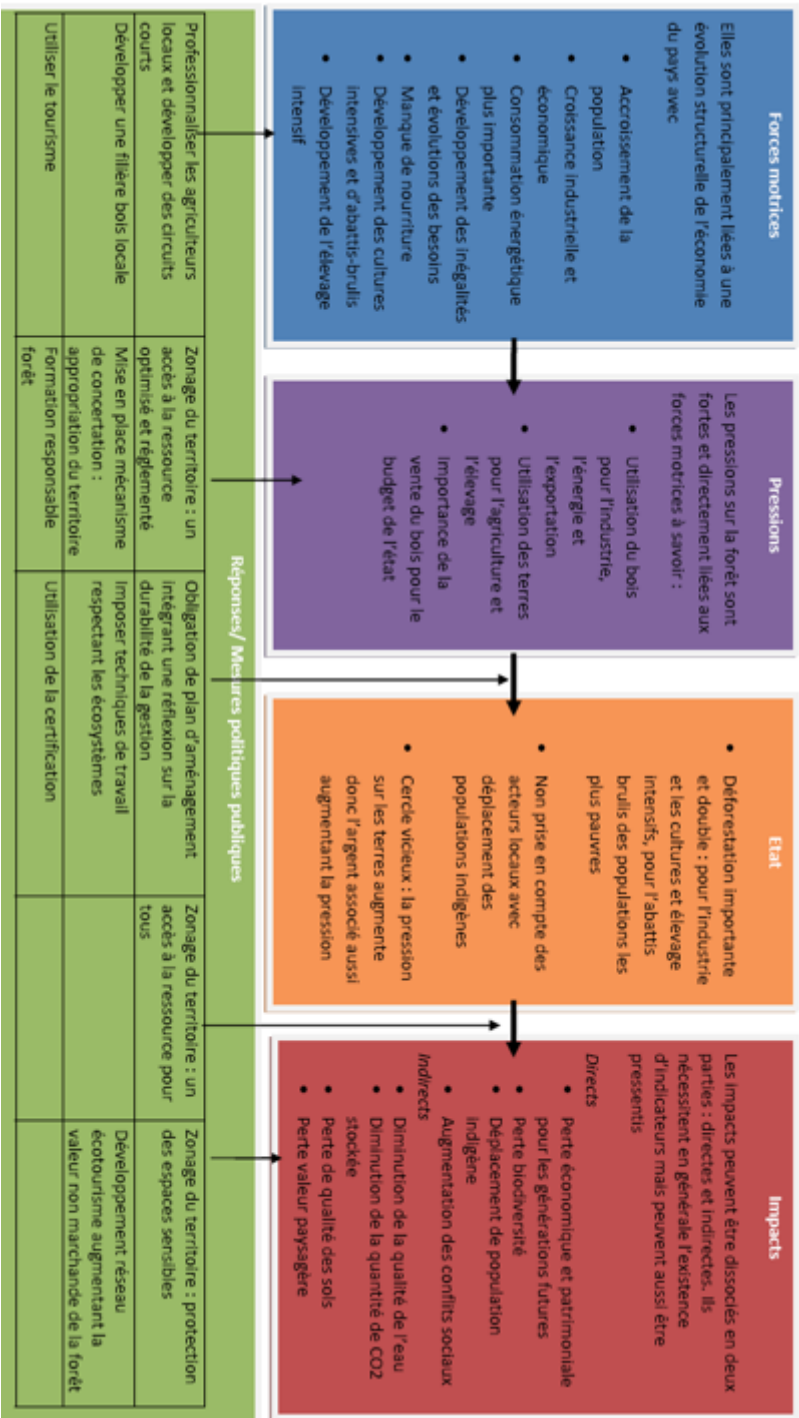 Forces motrices
Elles sont principalement liées à une
évolution structurelle de l'économie
du pays avec
• Accroissement de la
population
• Croissance industrielle et
économique
• Consommation énergétique
plus importante
• Développement des inégalités
et évolutions des besoins
• Manque de nourriture
• Développement des cultures
intensives et d'abattis-brulis
• Développement de l'élevage
intensif
Pressions
Les pressions sur la forêt sont
fortes et directement liées aux
forces motrices à savoir :
• Utilisation du bois
pour l'industrie,
l'énergie et
l'exportation
• Utilisation des terres
pour l'agriculture et
l'élevage
• Importance de la
vente du bois pour le
budget de l'état
Etat
• Déforestation importante
et double : pour l'industrie
et les cultures et élevage
intensifs, pour l'abattis
brulis des populations les
plus pauvres
• Non prise en compte des
acteurs locaux avec
déplacement des
populations indigènes
• Cercle vicieux : la pression
sur les terres augmente
donc l'argent associé aussi
augmentant la pression
Impacts
Les impacts peuvent être dissociés en deux
parties : directes et indirectes. Ils
nécessitent en générale l'existence
d'indicateurs mais peuvent aussi être
pressentis
Directs
• Perte économique et patrimoniale
pour les générations futures
• Perte biodiversité
• Déplacement de population
indigène
• Augmentation des conflits sociaux
Indirects
• Diminution de la qualité de l'eau
• Diminution de la quantité de CO2
stockée
• Perte de qualité des sols
• Perte valeur paysagère
Réponses/ Mesures politiques publiques
Professionnaliser les agriculteurs
locaux et développer des circuits
courts
Zonage du territoire : un
accès à la ressource
optimisé et réglementé
Obligation de plan d'aménagement
intégrant une réflexion sur la
durabilité de la gestion
Zonage du territoire : un
accès à la ressource pour
tous
Zonage du territoire : protection
des espaces sensibles
Développer une filière bois locale
Mise en place mécanisme
de concertation :
appropriation du territoire
Imposer techniques de travail
respectant les écosystèmes
Développement réseau
écotourisme augmentant la
valeur non marchande de la forêt
Utiliser le tourisme
Formation responsable
forêt
Utilisation de la certification